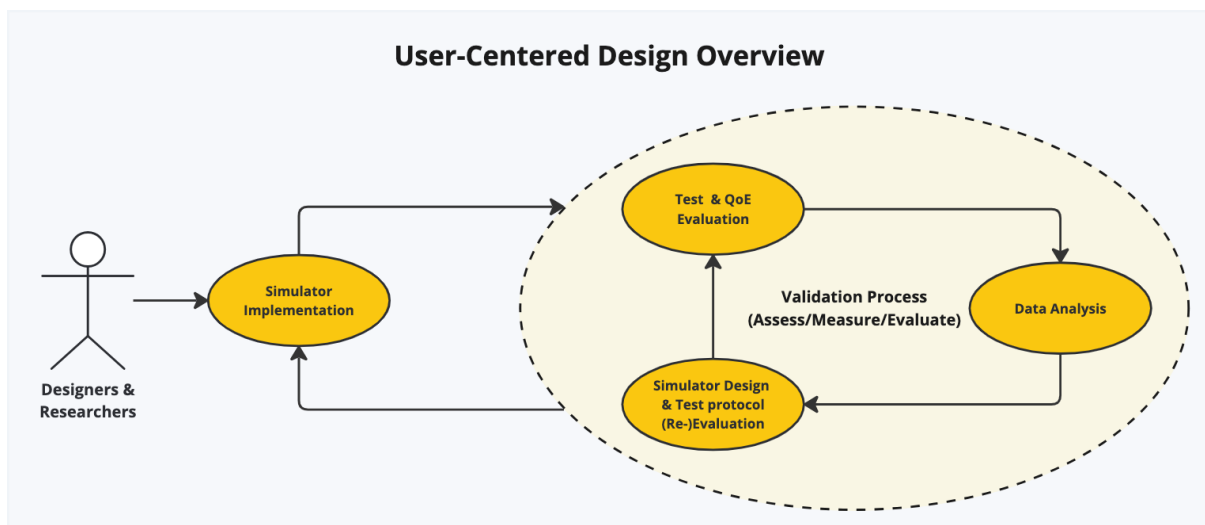 User-Centered Design Overview
Test & QoE
Evaluation
Simulator
Implementation
Validation Process
(Assess/Measure/Evaluate)
Data Analysis
Simulator Design
& Test protocol
(Re-)Evaluation
Designers &
Researchers